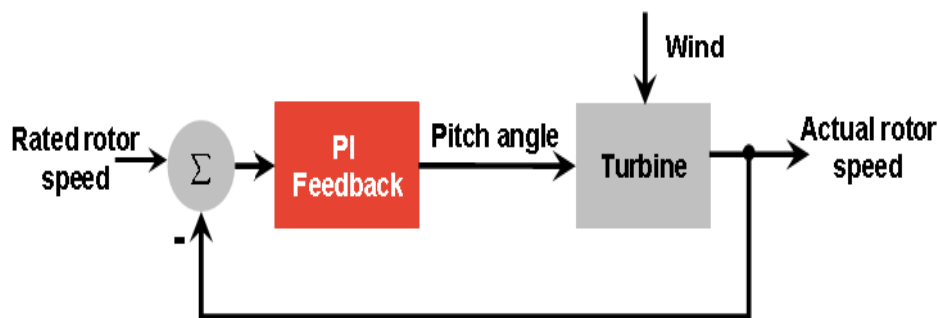 Wind
Rated rotor
speed
Σ
PI
Feedback
Pitch angle
Turbine
Actual rotor
speed
-